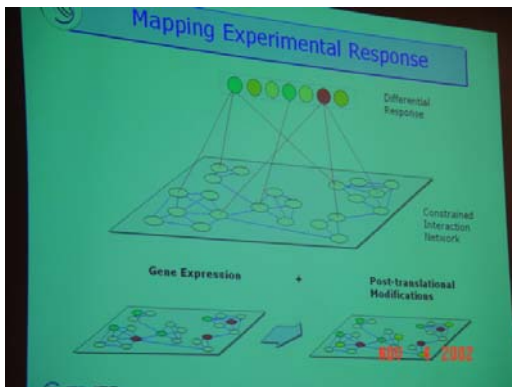 Mapping Experimental Response
Differential
Response
Constrained
Interaction
Network
Gene Expression
+
Post-translational
Modifications
NOV 4 2002